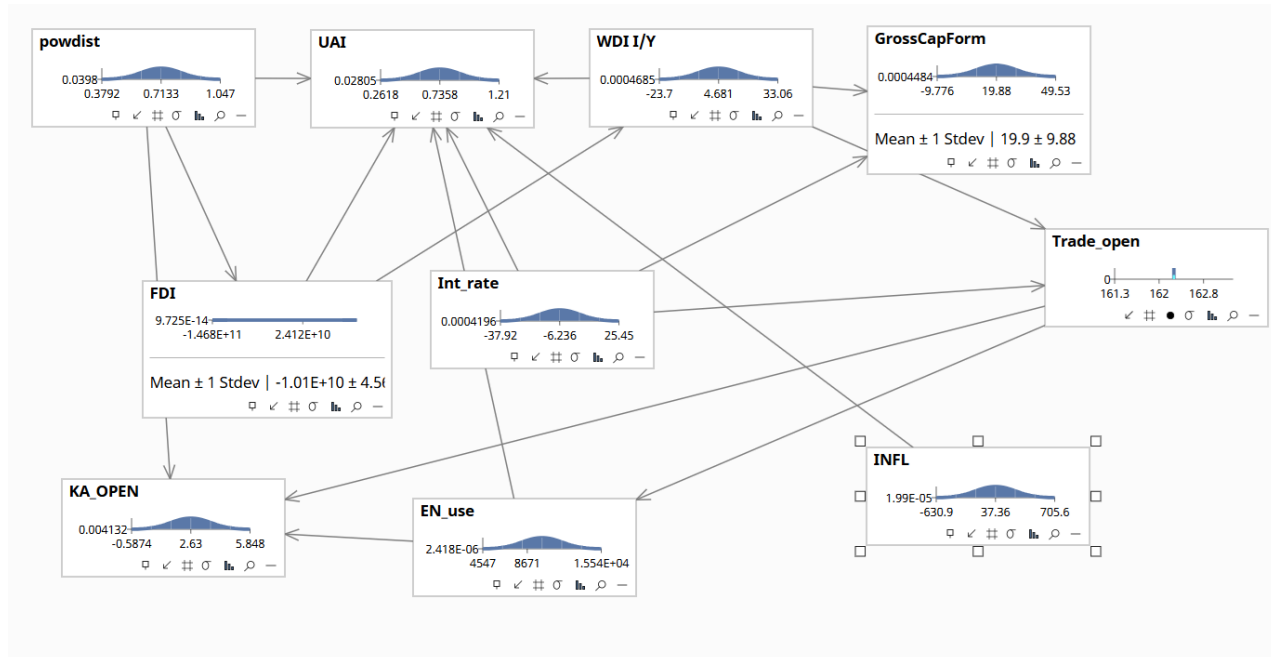 powdist
0.0398
0.3792 0.7133 1.047
UAI
0.02805
0.2618 0.7358 1.21
WDI I/Y
0.0004685
-23.7 4.681 33.06
GrossCapForm
0.0004484
-9.776 19.88 49.53
Mean ± 1 Stdev | 19.9 ± 9.88
Trade_open
0
161.3 162 162.8
FDI
9.725E-14
-1.468E+11 2.412E+10
Mean ± 1 Stdev | -1.01E+10 ± 4.56
Int_rate
0.0004196
-37.92 -6.236 25.45
INFL
1.99E-05
-630.9 37.36 705.6
KA_OPEN
0.004132
-0.5874 2.63 5.848
EN_use
2.418E-06
4547 8671 1.554E+04